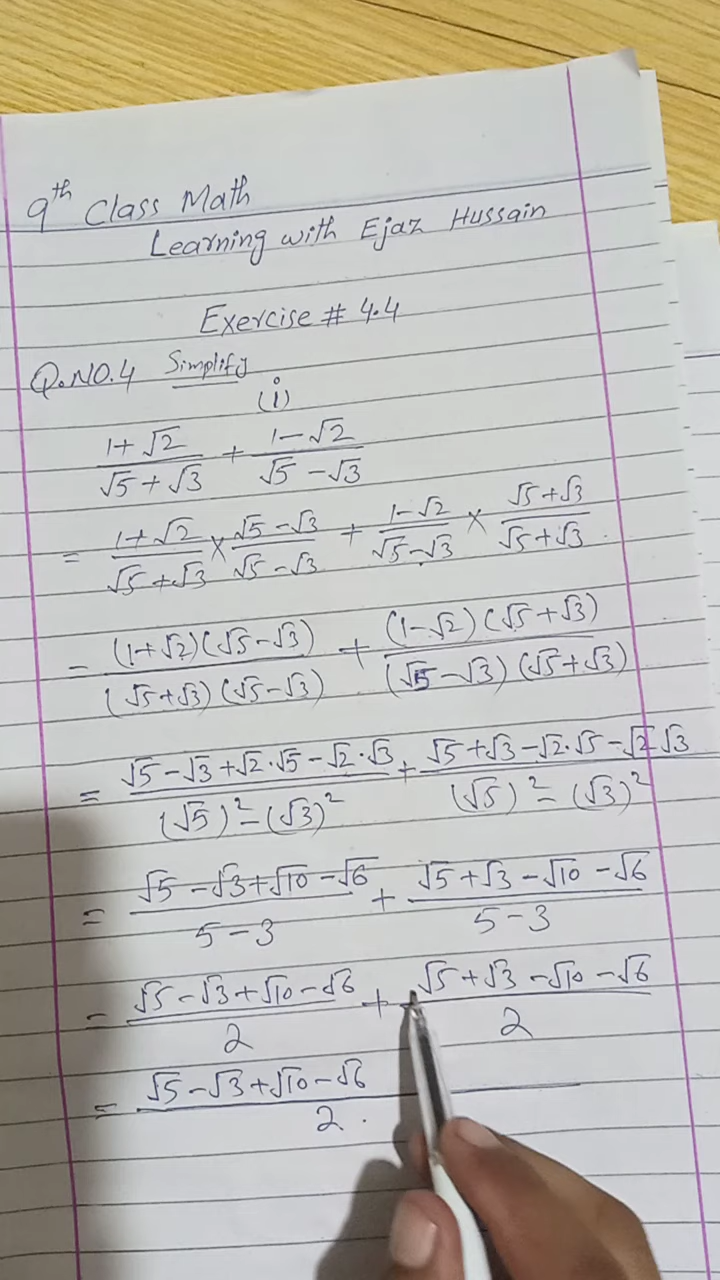 9th Class Math
Learning with Ejaz Hussain
Exercise # 4.4
Q.NO.4 Simplify
(i)
(1+√2)/(√5+√3) + (1-√2)/(√5-√3)
= (1+√2)/(√5+√3) × (√5-√3)/(√5-√3) + (1-√2)/(√5-√3) × (√5+√3)/(√5+√3)
= (1+√2)(√5-√3)/(√5+√3)(√5-√3) + (1-√2)(√5+√3)/(√5-√3)(√5+√3)
= (√5-√3+√2·√5-√2·√3)/((√5)²-(√3)²) + (√5+√3-√2·√5-√2√3)/((√5)²-(√3)²)
= (√5-√3+√10-√6)/(5-3) + (√5+√3-√10-√6)/(5-3)
= (√5-√3+√10-√6)/2 + (√5+√3-√10-√6)/2
= (√5-√3+√10-√6)/2.